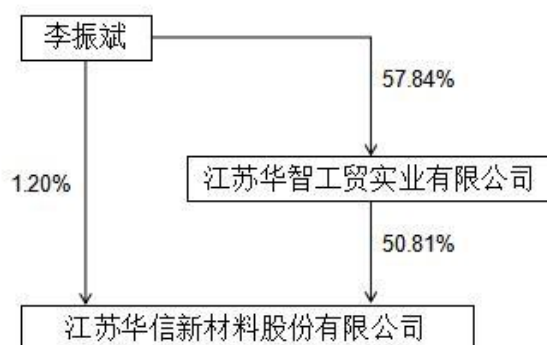 李振斌
57.84%
1.20%
江苏华智工贸实业有限公司
50.81%
江苏华信新材料股份有限公司